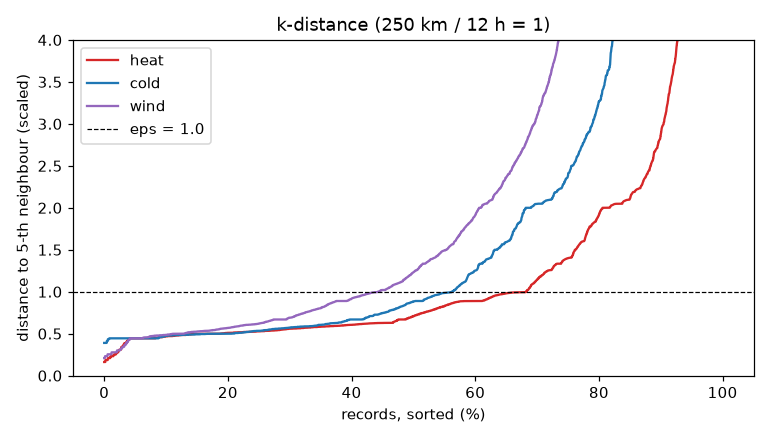 k-distance (250 km / 12 h = 1)
distance to 5-th neighbour (scaled)
4.0
3.5
3.0
2.5
2.0
1.5
1.0
0.5
0.0
heat
cold
wind
eps = 1.0
0 20 40 60 80 100
records, sorted (%)